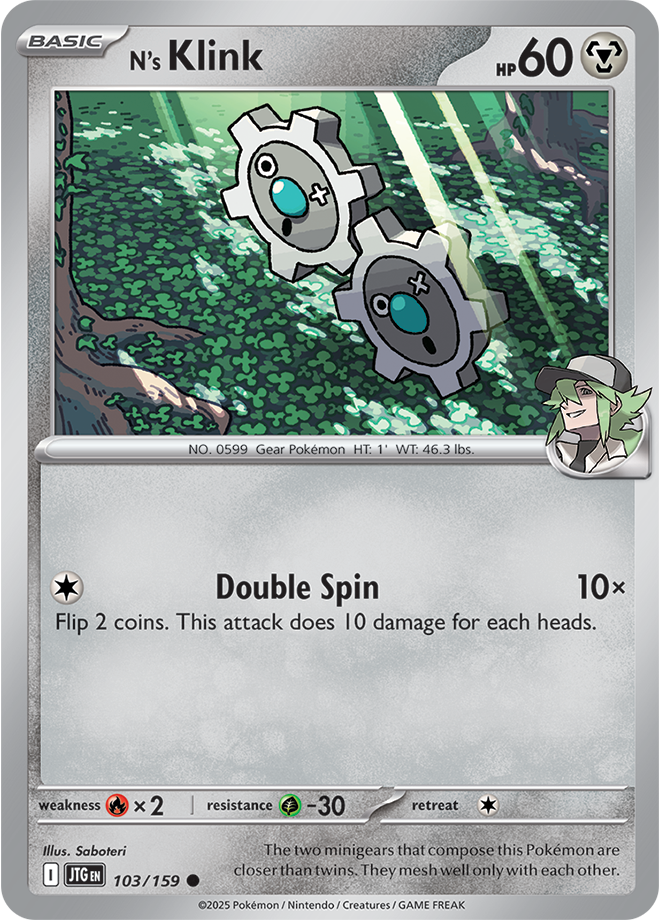 BASIC
N's Klink
HP 60
NO. 0599 Gear Pokémon HT: 1' WT: 46.3 lbs.
Double Spin 10×
Flip 2 coins. This attack does 10 damage for each heads.
weakness ×2 resistance -30 retreat
Illus. Saboteri
The two minigears that compose this Pokémon are
closer than twins. They mesh well only with each other.
I JTG EN 103/159
©2025 Pokémon / Nintendo / Creatures / GAME FREAK